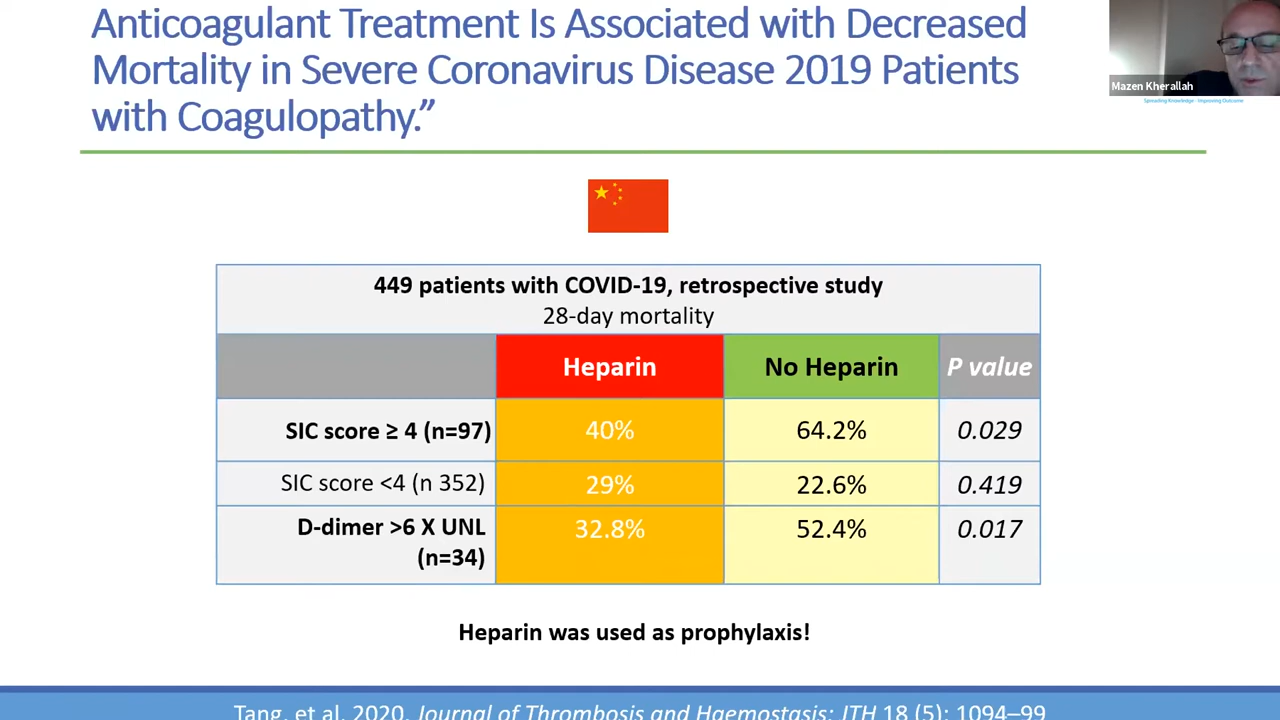 Anticoagulant Treatment Is Associated with Decreased
Mortality in Severe Coronavirus Disease 2019 Patients
with Coagulopathy.”
Mazen Kherallah
Spreading Knowledge - Improving Outcome
449 patients with COVID-19, retrospective study
28-day mortality
Heparin No Heparin P value
SIC score ≥ 4 (n=97) 40% 64.2% 0.029
SIC score <4 (n 352) 29% 22.6% 0.419
D-dimer >6 X UNL 32.8% 52.4% 0.017
(n=34)
Heparin was used as prophylaxis!
Tang, et al. 2020. Journal of Thrombosis and Haemostasis: JTH 18 (5): 1094–99